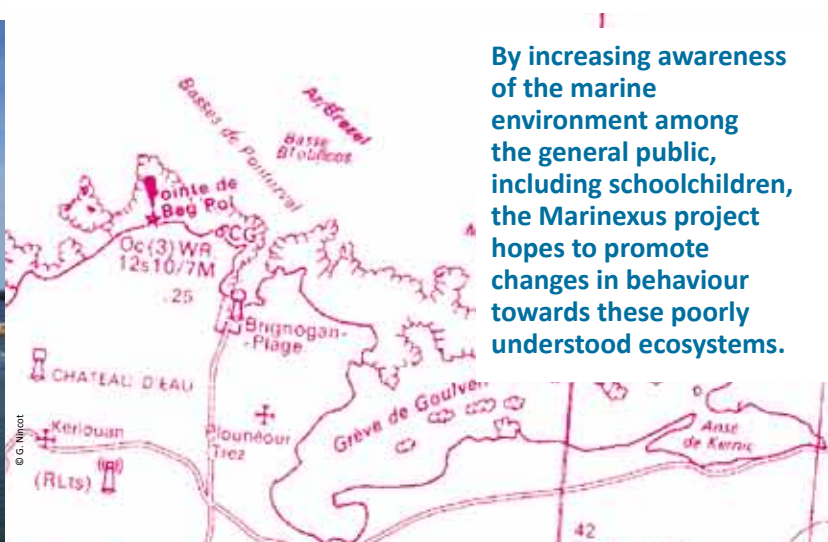 By increasing awareness
of the marine
environment among
the general public,
including schoolchildren,
the Marinexus project
hopes to promote
changes in behaviour
towards these poorly
understood ecosystems.
Basses de Pontusval
Basse
ointe de
Beg Pol
CG
Oc(3)WR
12s10/7M
.25
Brignogan-
-Plage
CHATEAU D'EAU
Kerlouan
(RLts)
Plounéour
Trez
Grève de Goulven
Anse
de Kernic
42
© G. Nincot